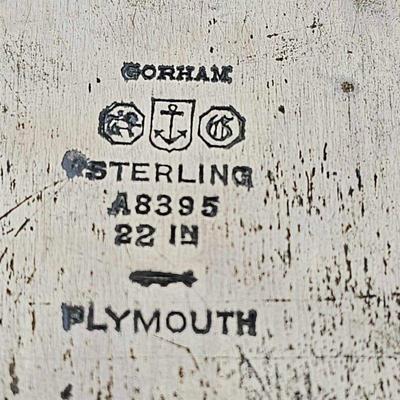 GORHAM
G
STERLING
A8395
22 IN
PLYMOUTH